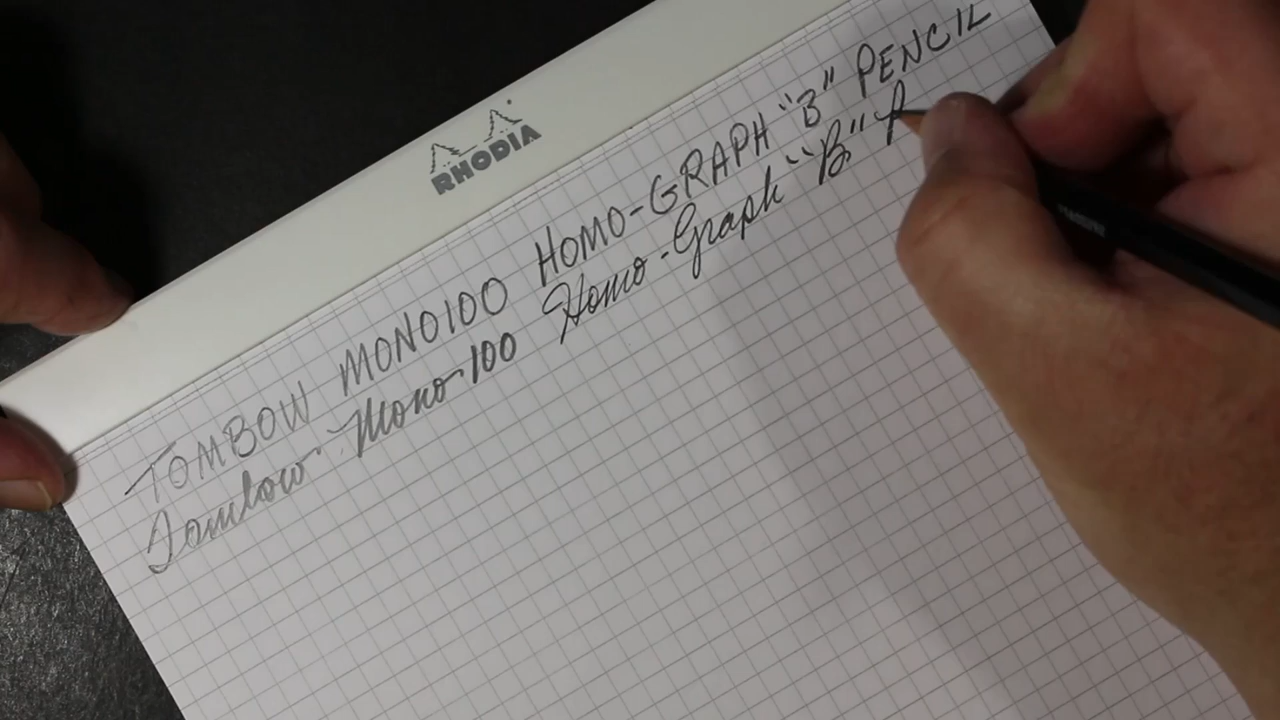 RHODIA
TOMBOW MONO100 HOMO-GRAPH "B" PENCIL
Tombow Mono 100 Homo-Graph "B" P